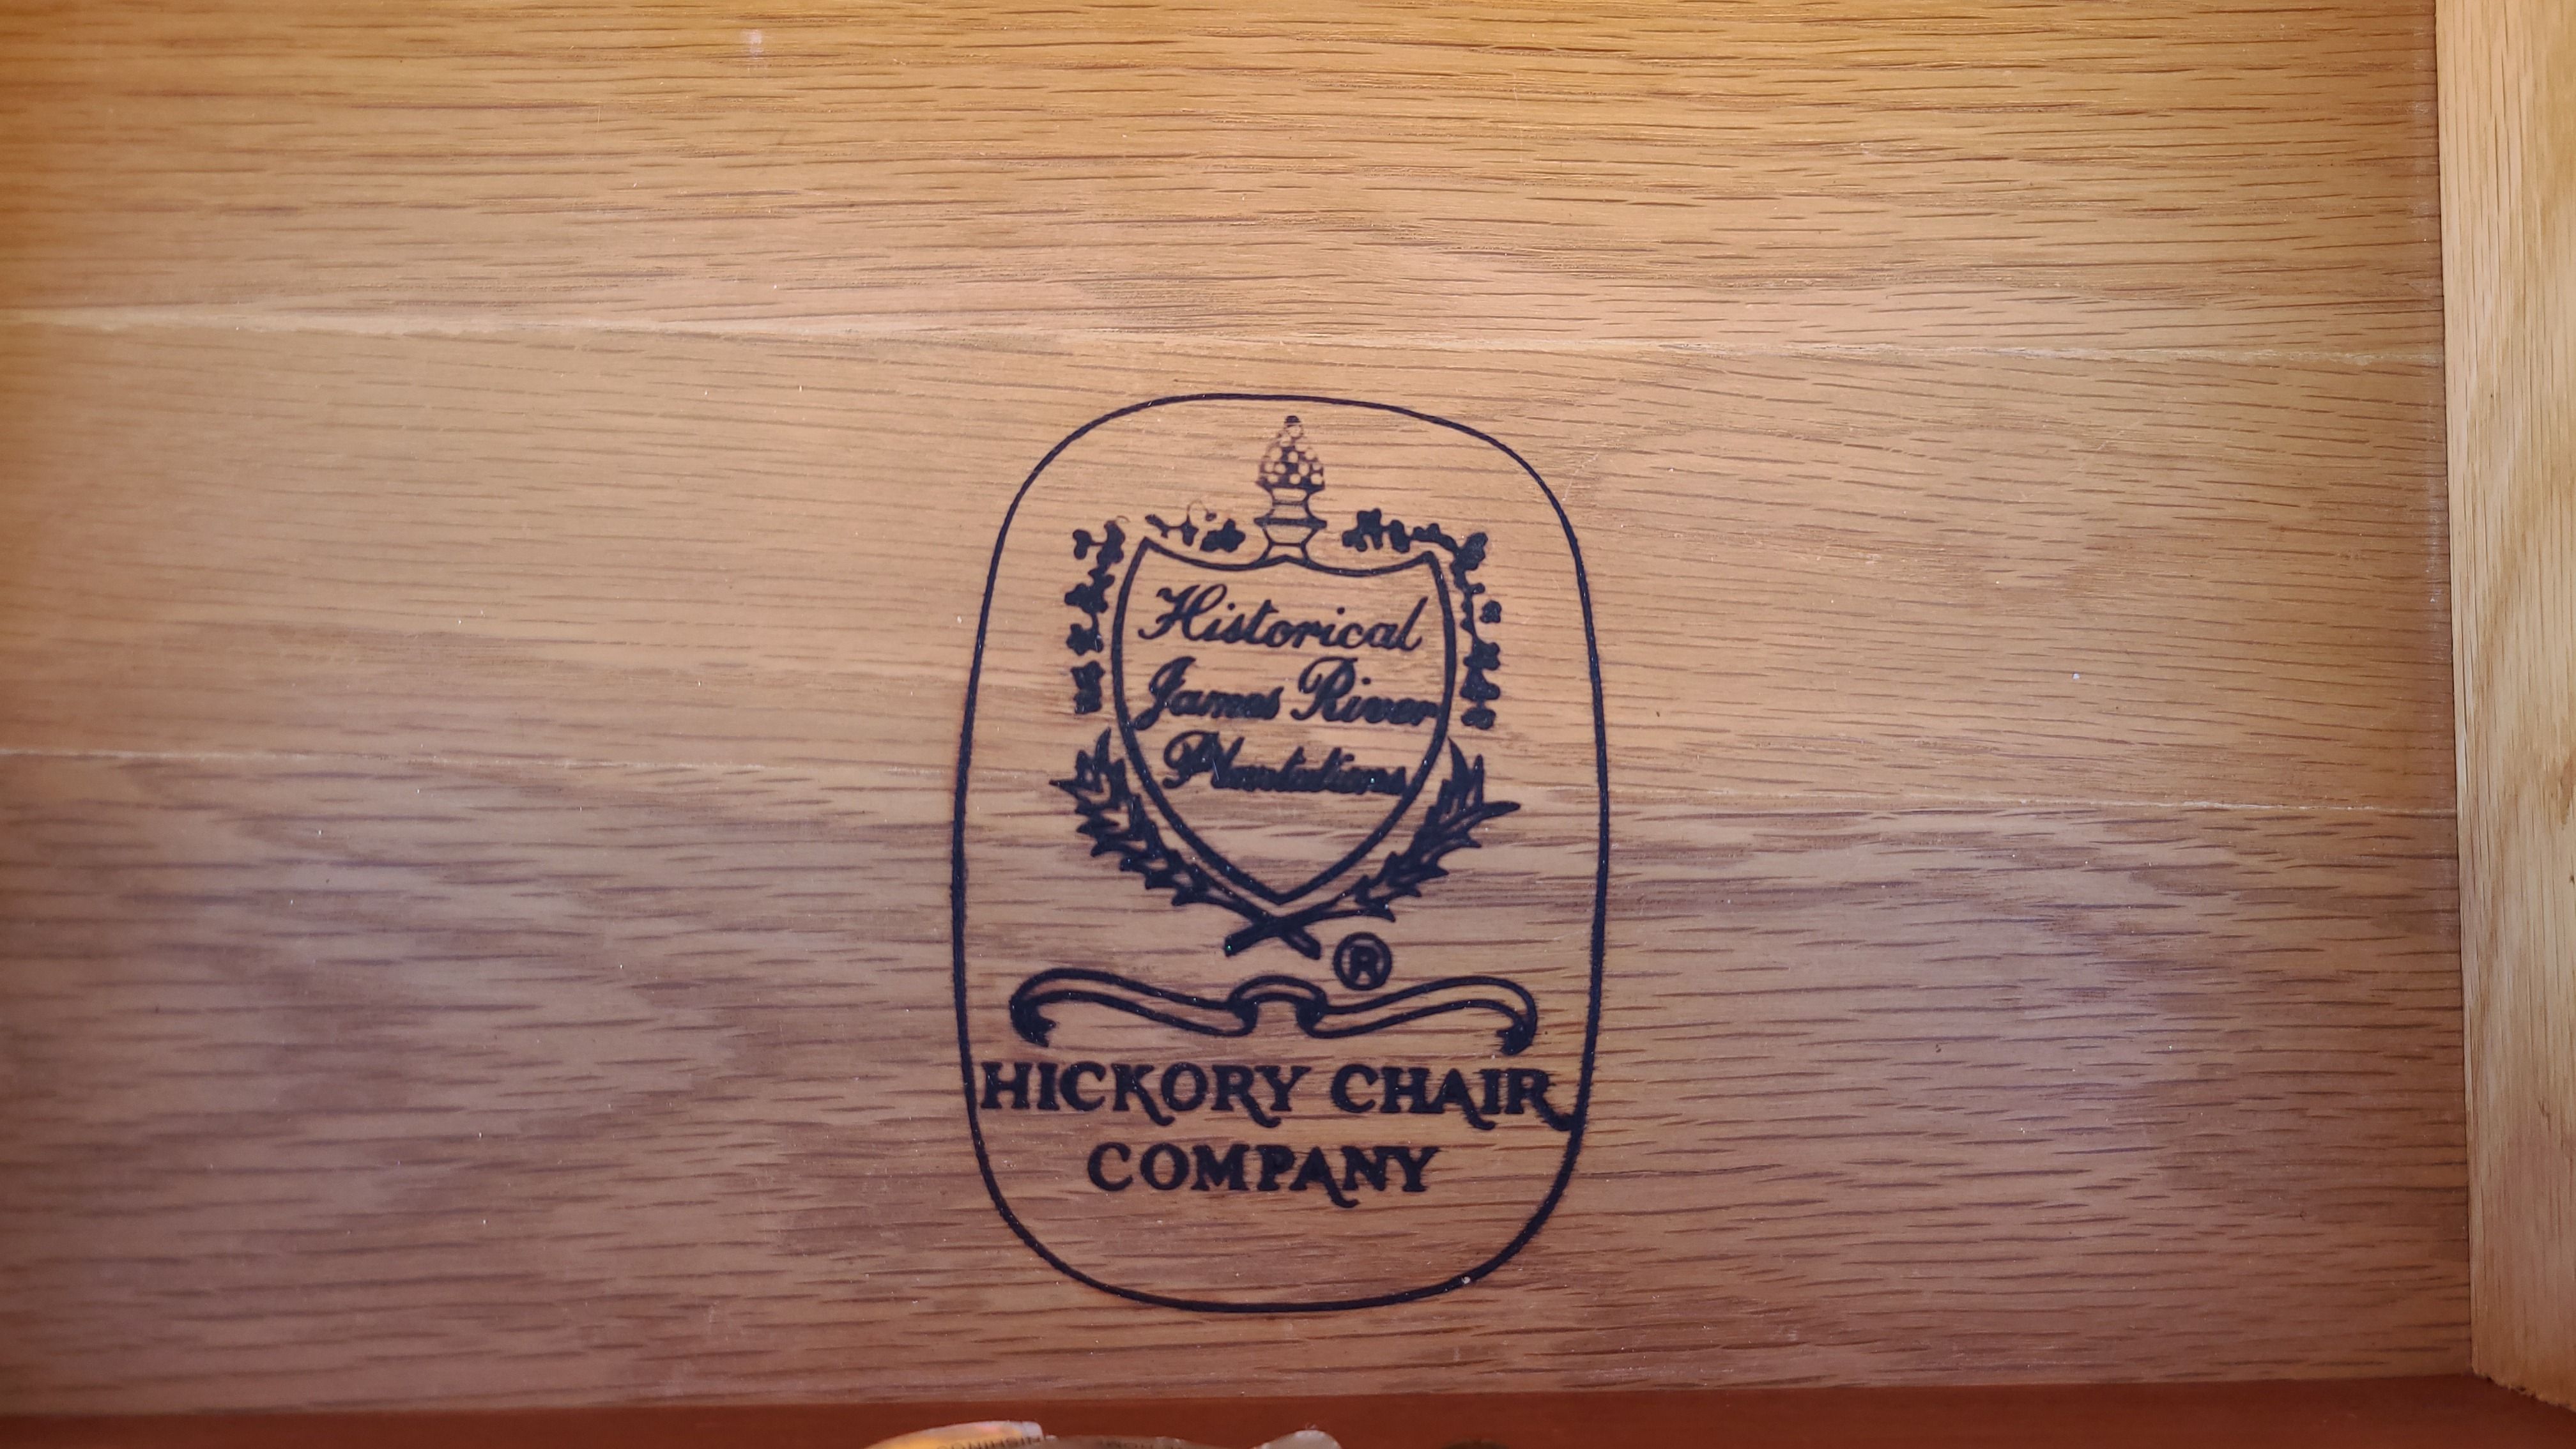 Historical
James River
Plantations
®
HICKORY CHAIR
COMPANY